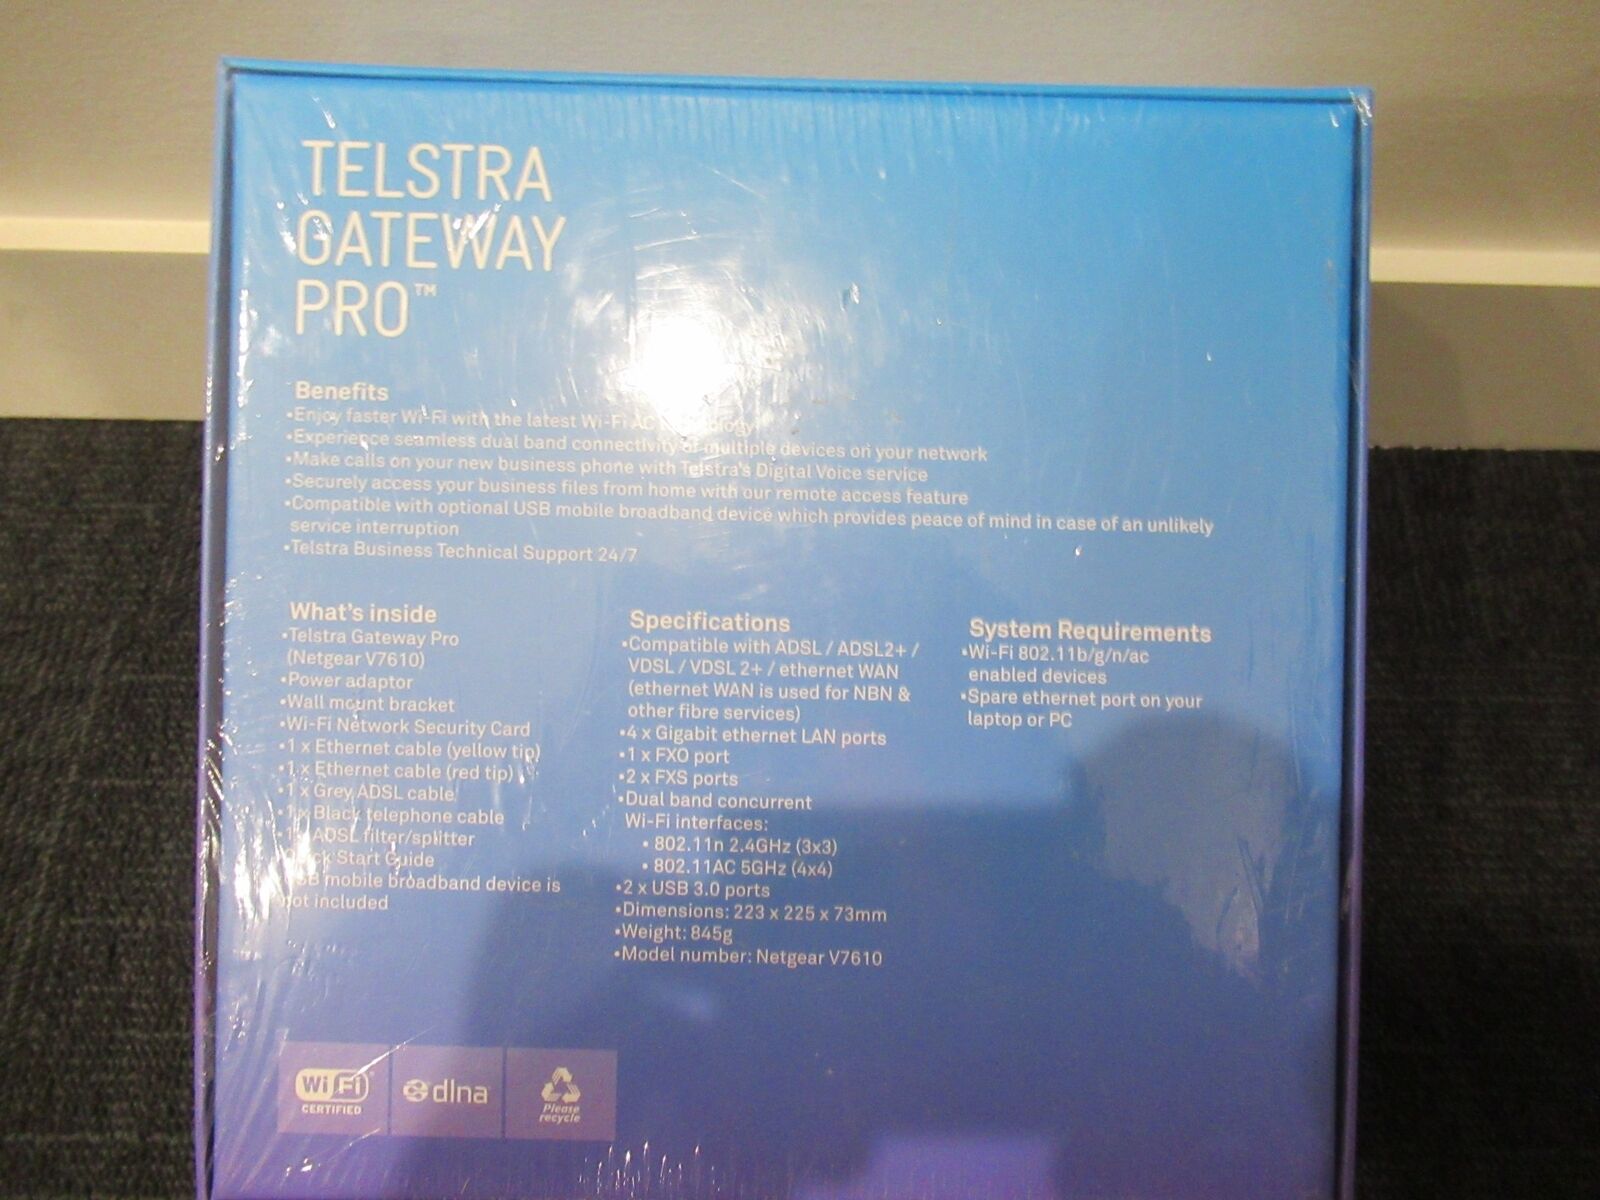 TELSTRA
GATEWAY
PRO™
Benefits
•Enjoy faster Wi-Fi with the latest Wi-Fi AC
•Experience seamless dual band connectivity of multiple devices on your network
•Make calls on your new business phone with Telstra's Digital Voice service
•Securely access your business files from home with our remote access feature
•Compatible with optional USB mobile broadband device which provides peace of mind in case of an unlikely
service interruption
•Telstra Business Technical Support 24/7
What's inside
•Telstra Gateway Pro
(Netgear V7610)
•Power adaptor
•Wall mount bracket
•Wi-Fi Network Security Card
•1 x Ethernet cable (yellow tip)
•1 x Ethernet cable (red tip)
•1 x Grey ADSL cable
•1 x Black telephone cable
•1 x ADSL filter/splitter
Quick Start Guide
USB mobile broadband device is
not included
Specifications
•Compatible with ADSL / ADSL2+ /
VDSL / VDSL 2+ / ethernet WAN
(ethernet WAN is used for NBN &
other fibre services)
•4 x Gigabit ethernet LAN ports
•1 x FXO port
•2 x FXS ports
•Dual band concurrent
Wi-Fi interfaces:
• 802.11n 2.4GHz (3x3)
• 802.11AC 5GHz (4x4)
•2 x USB 3.0 ports
•Dimensions: 223 x 225 x 73mm
•Weight: 845g
•Model number: Netgear V7610
System Requirements
•Wi-Fi 802.11b/g/n/ac
enabled devices
•Spare ethernet port on your
laptop or PC
Wi Fi
CERTIFIED
dlna
Please
recycle